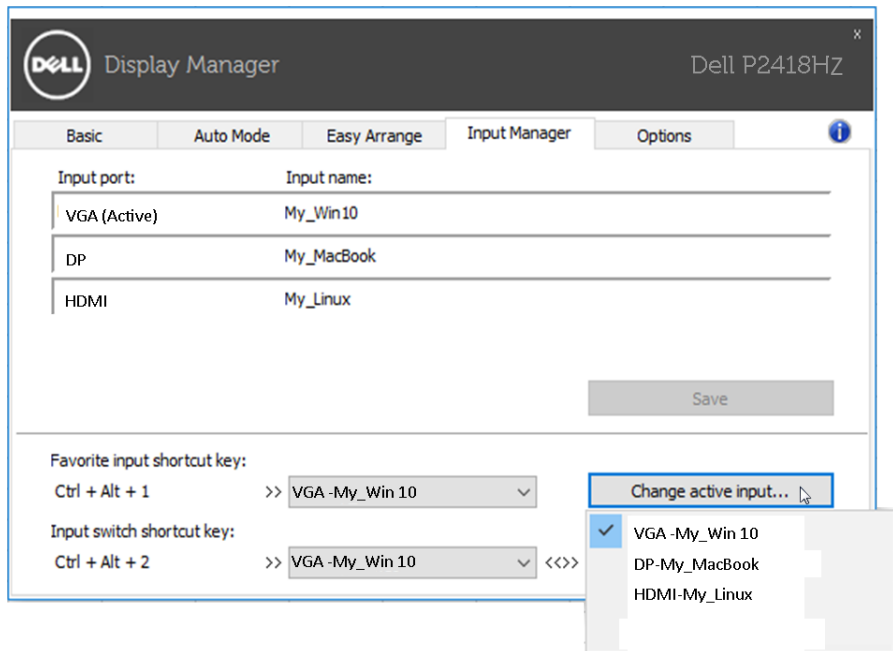 DELL Display Manager Dell P2418HZ
x
Basic Auto Mode Easy Arrange Input Manager Options i
Input port: Input name:
VGA (Active) My_Win10
DP My_MacBook
HDMI My_Linux
Save
Favorite input shortcut key:
Ctrl + Alt + 1 >> VGA -My_Win 10 Change active input...
Input switch shortcut key:
Ctrl + Alt + 2 >> VGA -My_Win 10 <<>>
VGA -My_Win 10
DP-My_MacBook
HDMI-My_Linux